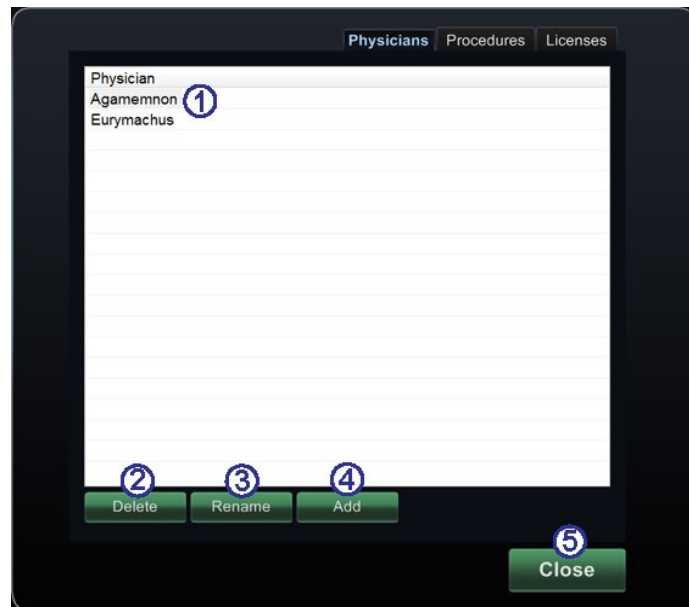 Physicians Procedures Licenses
Physician
Agamemnon ①
Eurymachus
② ③ ④
Delete Rename Add
⑤
Close